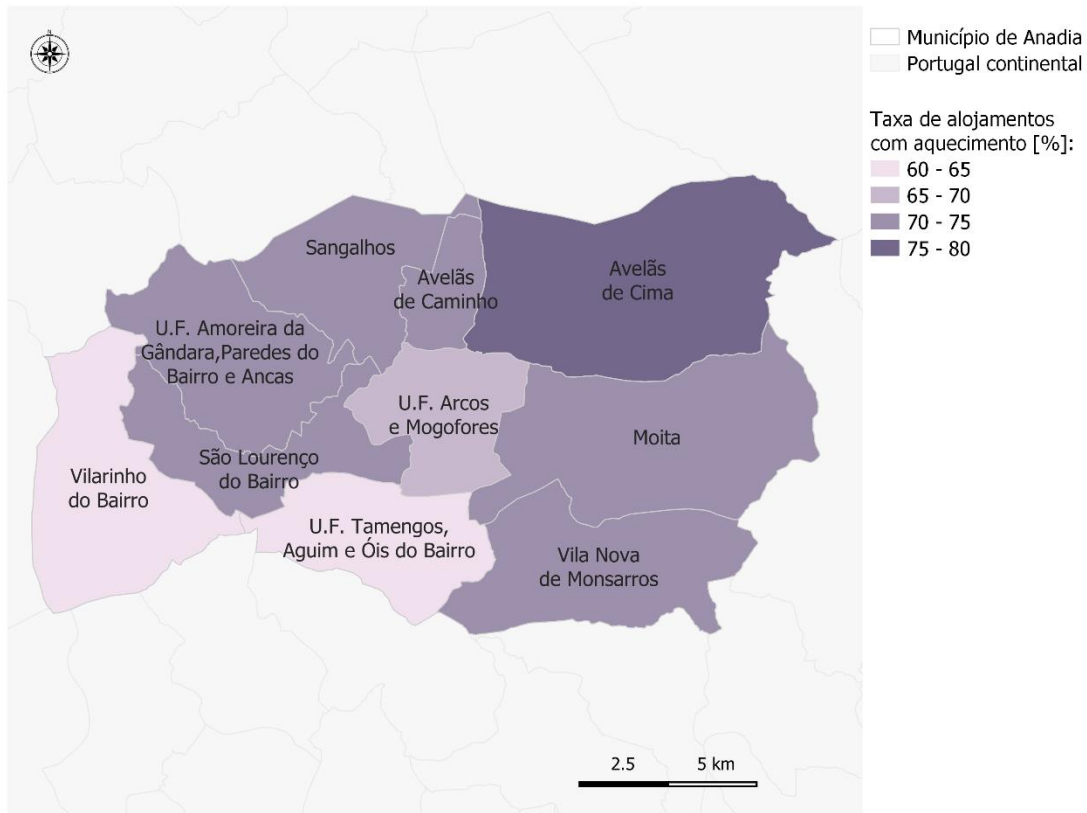 N
Município de Anadia
Portugal continental
Taxa de alojamentos
com aquecimento [%]:
60 - 65
65 - 70
70 - 75
75 - 80
Sangalhos
Avelãs
de Caminho
Avelãs
de Cima
U.F. Amoreira da
Gândara,Paredes do
Bairro e Ancas
U.F. Arcos
e Mogofores
Moita
São Lourenço
do Bairro
Vilarinho
do Bairro
U.F. Tamengos,
Aguim e Óis do Bairro
Vila Nova
de Monsarros
2.5 5 km